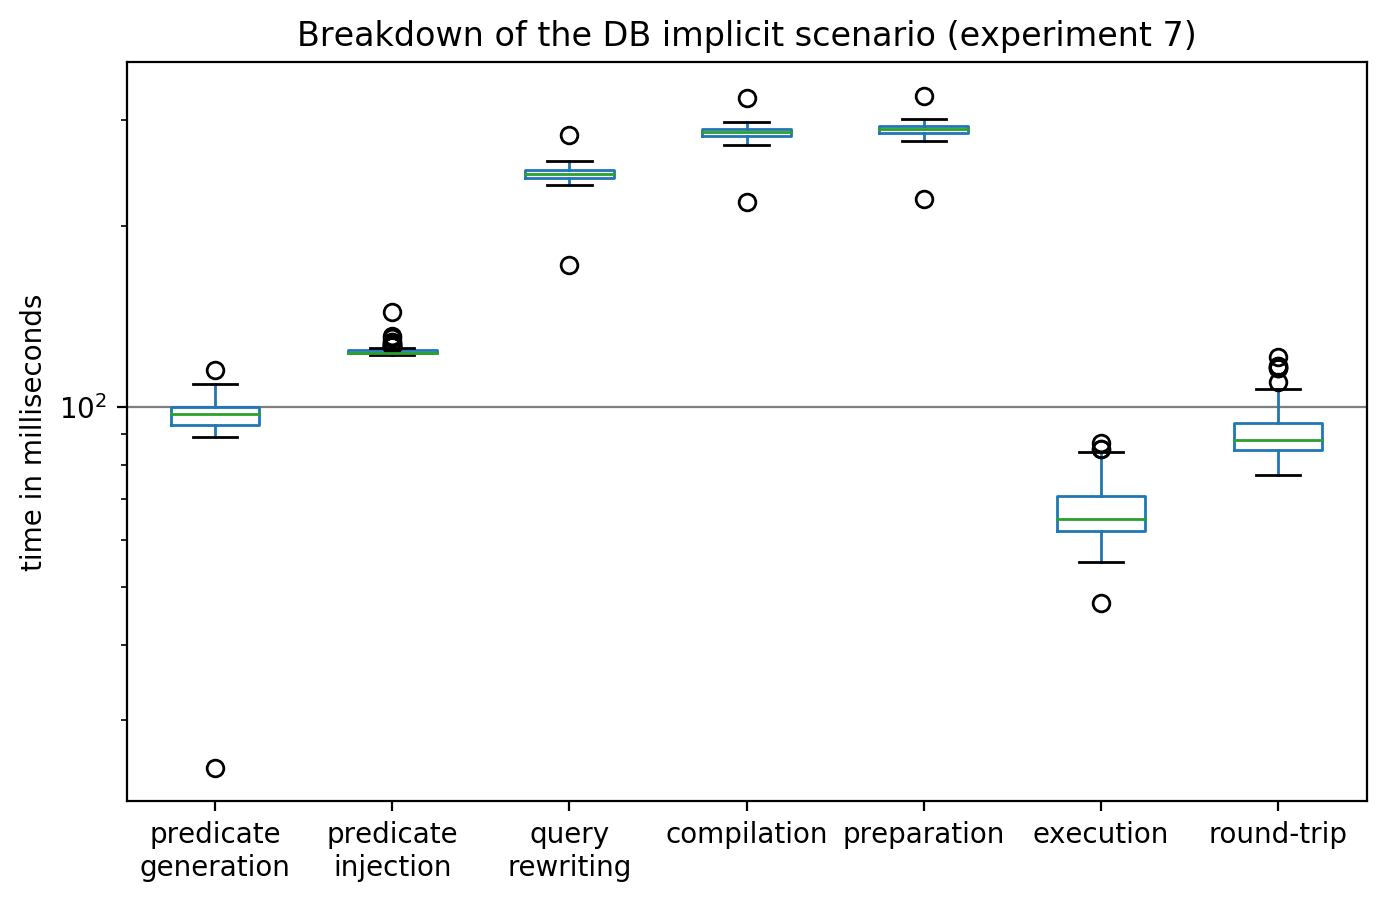 Breakdown of the DB implicit scenario (experiment 7)
time in milliseconds
10²
predicate generation
predicate injection
query rewriting
compilation
preparation
execution
round-trip